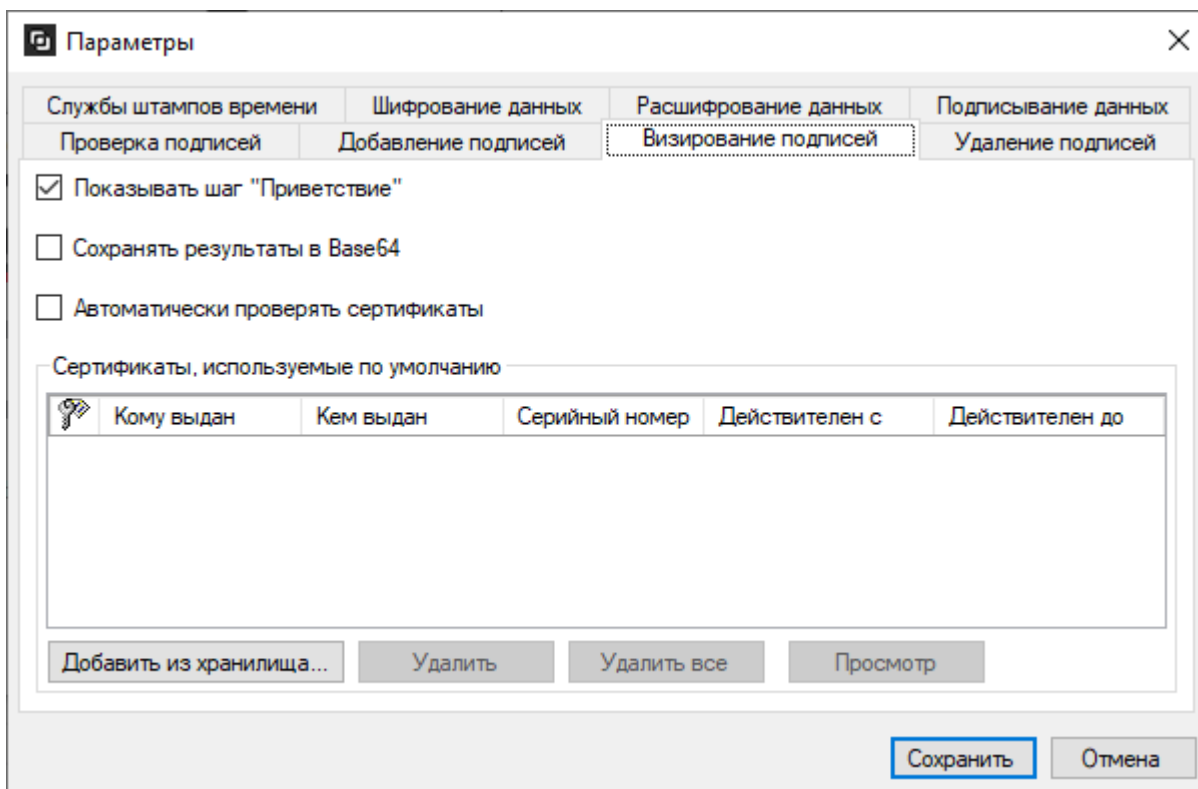 Параметры
Службы штампов времени Шифрование данных Расшифрование данных Подписывание данных
Проверка подписей Добавление подписей Визирование подписей Удаление подписей
Показывать шаг "Приветствие"
Сохранять результаты в Base64
Автоматически проверять сертификаты
Сертификаты, используемые по умолчанию
Кому выдан Кем выдан Серийный номер Действителен с Действителен до
Добавить из хранилища... Удалить Удалить все Просмотр
Сохранить Отмена